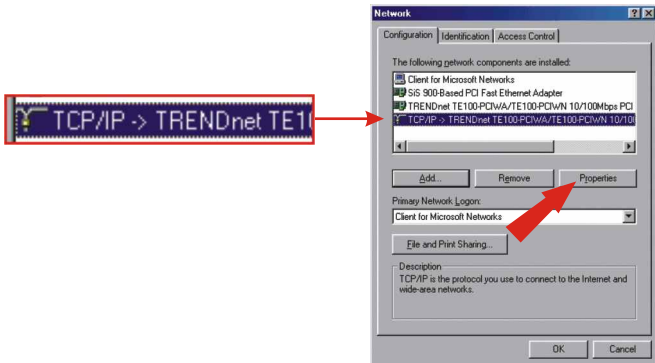 TCP/IP -> TRENDnet TE1
Network
Configuration Identification Access Control
The following network components are installed:
Client for Microsoft Networks
SiS 900-Based PCI Fast Ethernet Adapter
TRENDnet TE100-PCIWA/TE100-PCIWN 10/100Mbps PCI
TCP/IP -> TRENDnet TE100-PCIWA/TE100-PCIWN 10/10
Add... Remove Properties
Primary Network Logon:
Client for Microsoft Networks
File and Print Sharing...
Description
TCP/IP is the protocol you use to connect to the Internet and
wide-area networks.
OK Cancel